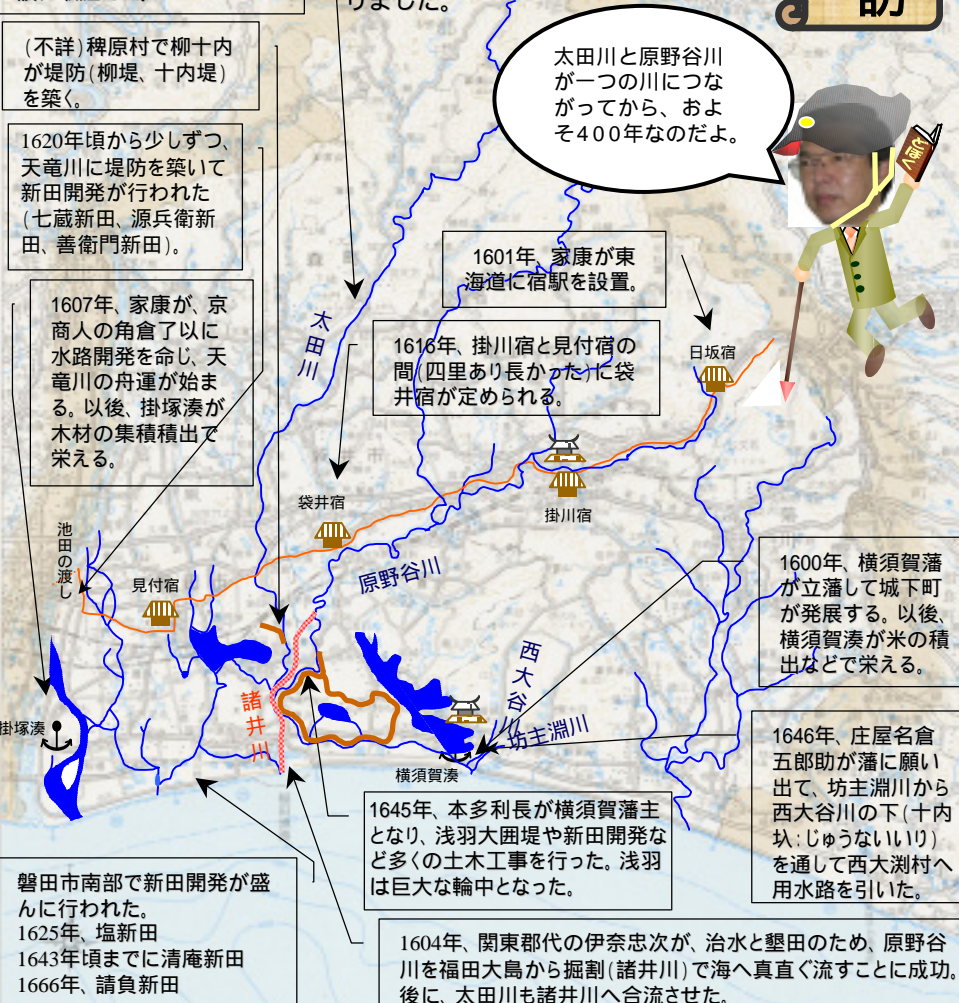 りました。
訪
(不詳)稗原村で柳十内
が堤防(柳堤、十内堤)
を築く。
太田川と原野谷川
が一つの川につな
がってから、およ
そ400年なのだよ。
1620年頃から少しずつ、
天竜川に堤防を築いて
新田開発が行われた
(七蔵新田、源兵衛新
田、善衛門新田)。
1601年、家康が東
海道に宿駅を設置。
1607年、家康が、京
商人の角倉了以に
水路開発を命じ、天
竜川の舟運が始ま
る。以後、掛塚湊が
木材の集積積出で
栄える。
太田川
1616年、掛川宿と見付宿の
間(四里あり長かった)に袋
井宿が定められる。
日坂宿
掛川宿
袋井宿
池田の渡し
見付宿
原野谷川
1600年、横須賀藩
が立藩して城下町
が発展する。以後、
横須賀湊が米の積
出などで栄える。
西大谷川
諸井川
掛塚湊
坊主淵川
横須賀湊
1646年、庄屋名倉
五郎助が藩に願い
出て、坊主淵川から
西大谷川の下(十内
圦:じゅうないいり)
を通して西大渕村へ
用水路を引いた。
1645年、本多利長が横須賀藩主
となり、浅羽大囲堤や新田開発な
ど多くの土木工事を行った。浅羽
は巨大な輪中となった。
磐田市南部で新田開発が盛
んに行われた。
1625年、塩新田
1643年頃までに清庵新田
1666年、請負新田
1604年、関東郡代の伊奈忠次が、治水と墾田のため、原野谷
川を福田大島から掘割(諸井川)で海へ真直ぐ流すことに成功。
後に、太田川も諸井川へ合流させた。